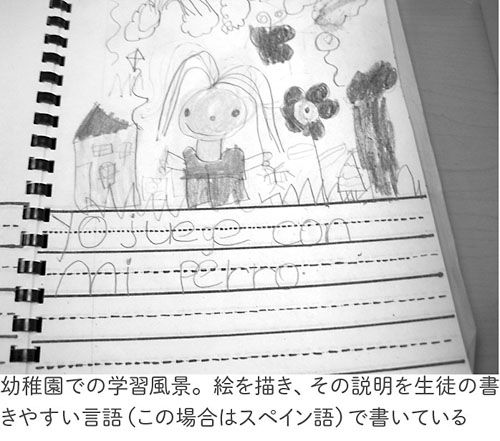 yo juege con
mi perro.
幼稚園での学習風景。絵を描き、その説明を生徒の書
きやすい言語（この場合はスペイン語）で書いている